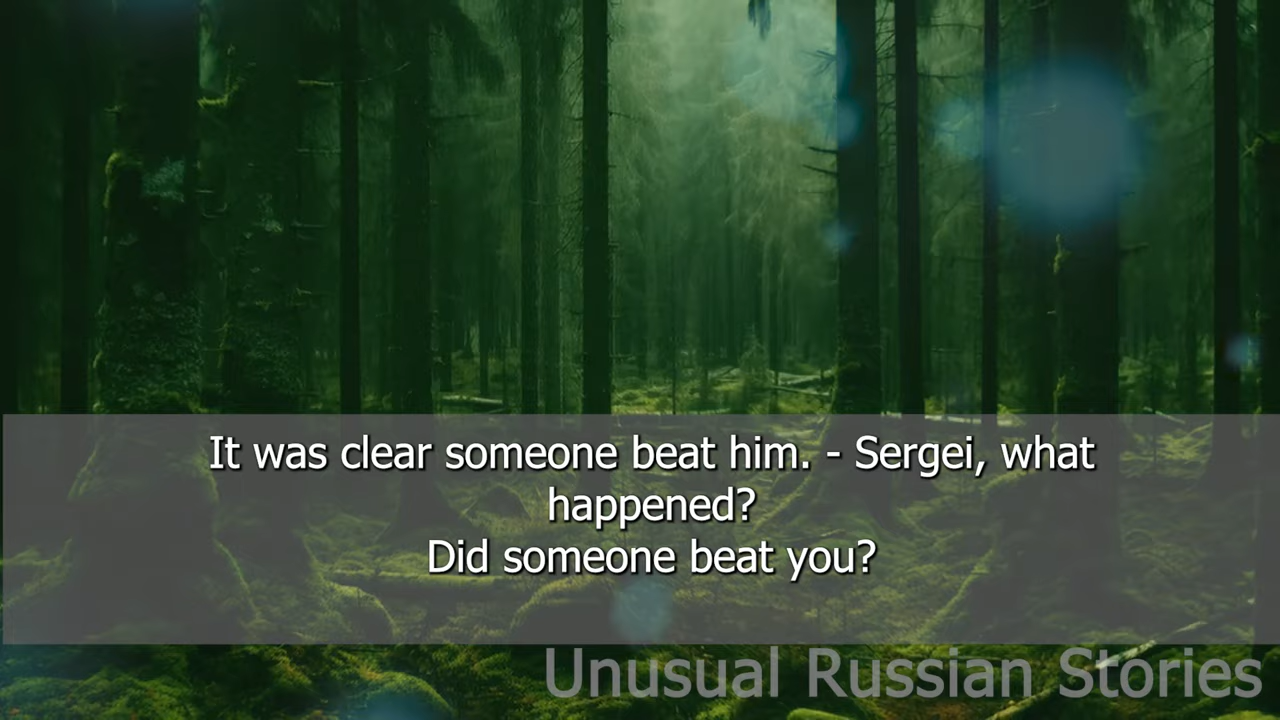 It was clear someone beat him. - Sergei, what
happened?
Did someone beat you?
Unusual Russian Stories